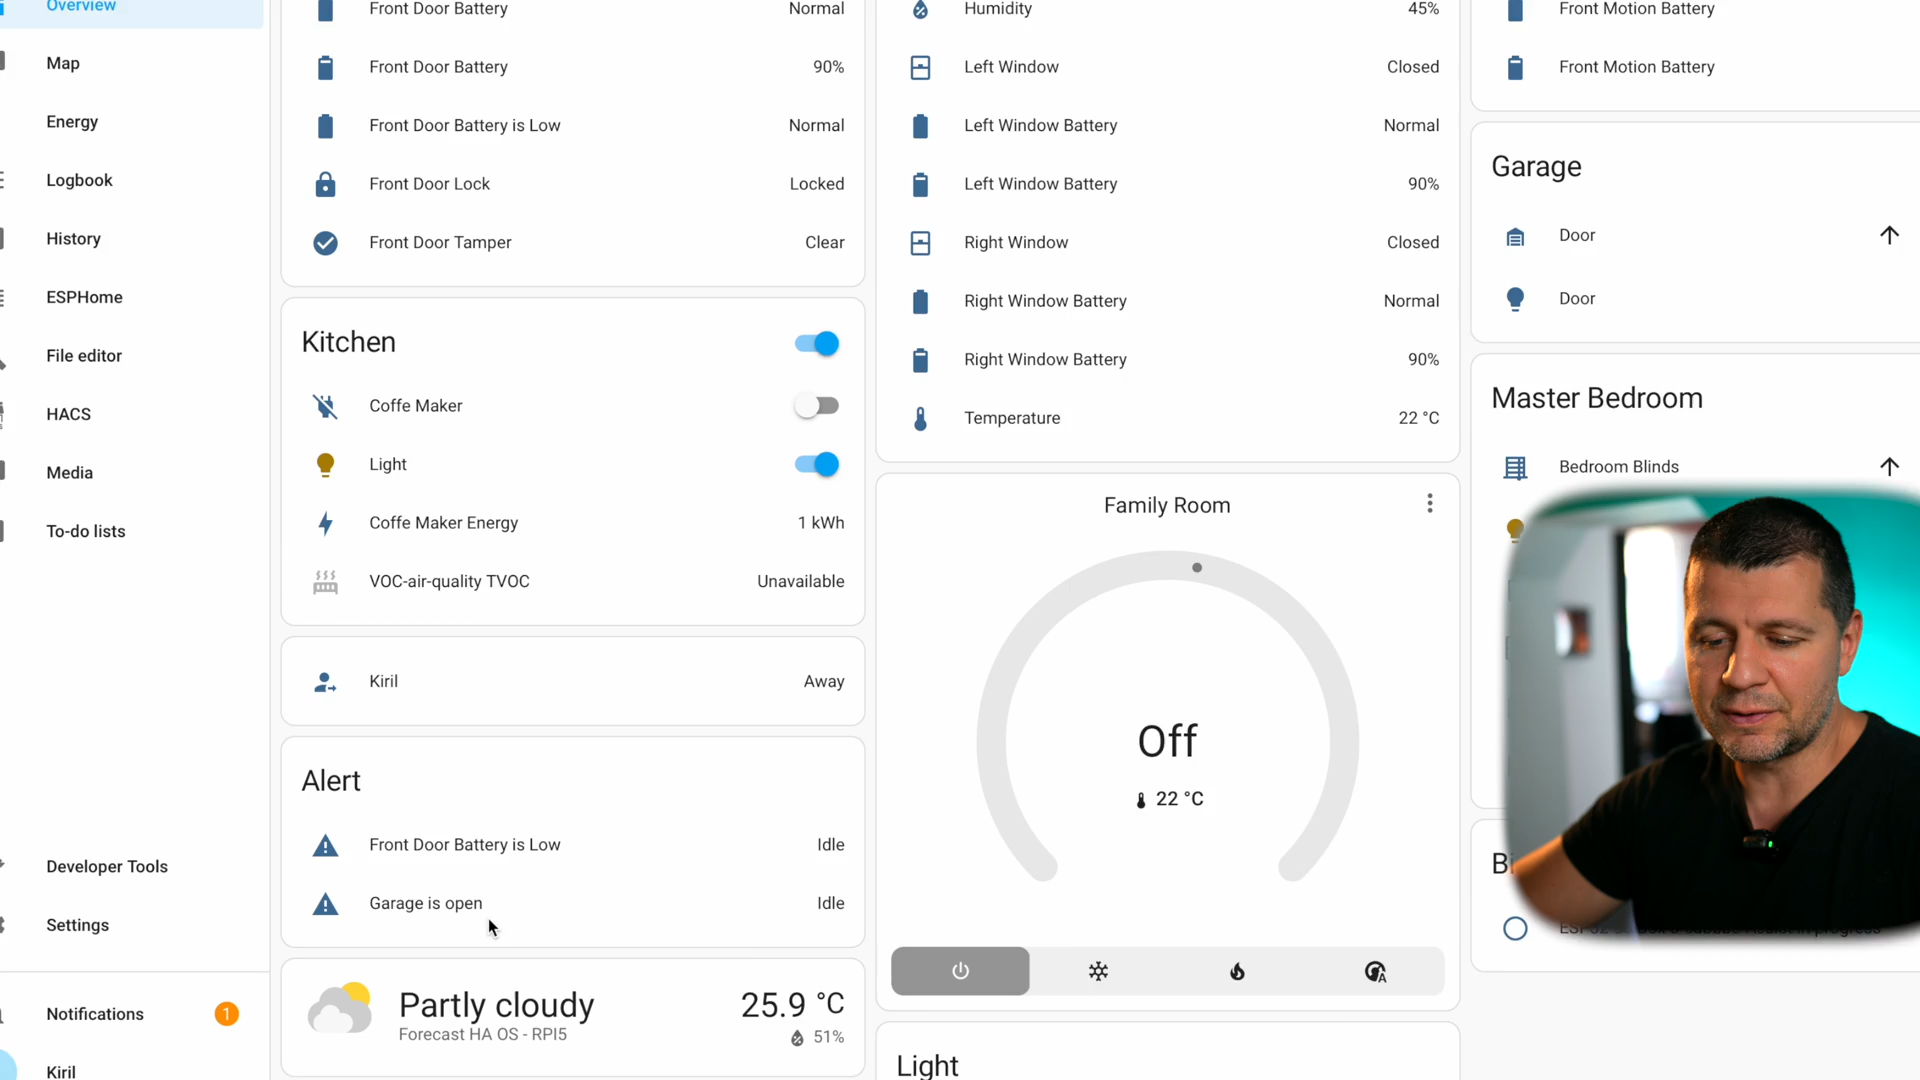 Overview
Map
Energy
Logbook
History
ESPHome
File editor
HACS
Media
To-do lists
Developer Tools
Settings
Notifications 1
Kiril
Front Door Battery Normal
Front Door Battery 90%
Front Door Battery is Low Normal
Front Door Lock Locked
Front Door Tamper Clear
Kitchen
Coffe Maker
Light
Coffe Maker Energy 1 kWh
VOC-air-quality TVOC Unavailable
Kiril Away
Alert
Front Door Battery is Low Idle
Garage is open Idle
Partly cloudy 25.9 °C
Forecast HA OS - RPI5 51%
Humidity 45%
Left Window Closed
Left Window Battery Normal
Left Window Battery 90%
Right Window Closed
Right Window Battery Normal
Right Window Battery 90%
Temperature 22 °C
Family Room
Off
22 °C
A
Light
Front Motion Battery
Front Motion Battery
Garage
Door
Door
Master Bedroom
Bedroom Blinds